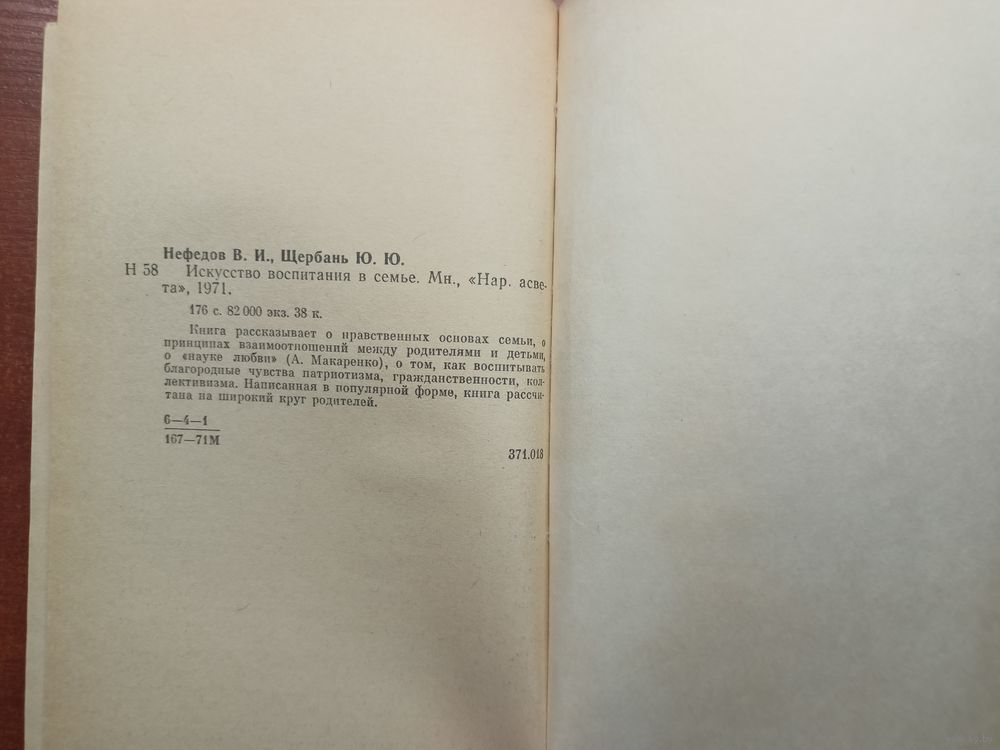 Нефедов В. И., Щербань Ю. Ю.
Н 58 Искусство воспитания в семье. Мн., «Нар. асве-
та», 1971.
176 с. 82 000 экз. 38 к.
Книга рассказывает о нравственных основах семьи, о
принципах взаимоотношений между родителями и детьми,
о «науке любви» (А. Макаренко), о том, как воспитывать
благородные чувства патриотизма, гражданственности, кол-
лективизма. Написанная в популярной форме, книга рассчи-
тана на широкий круг родителей.
6—4—1
167—71М
371.018